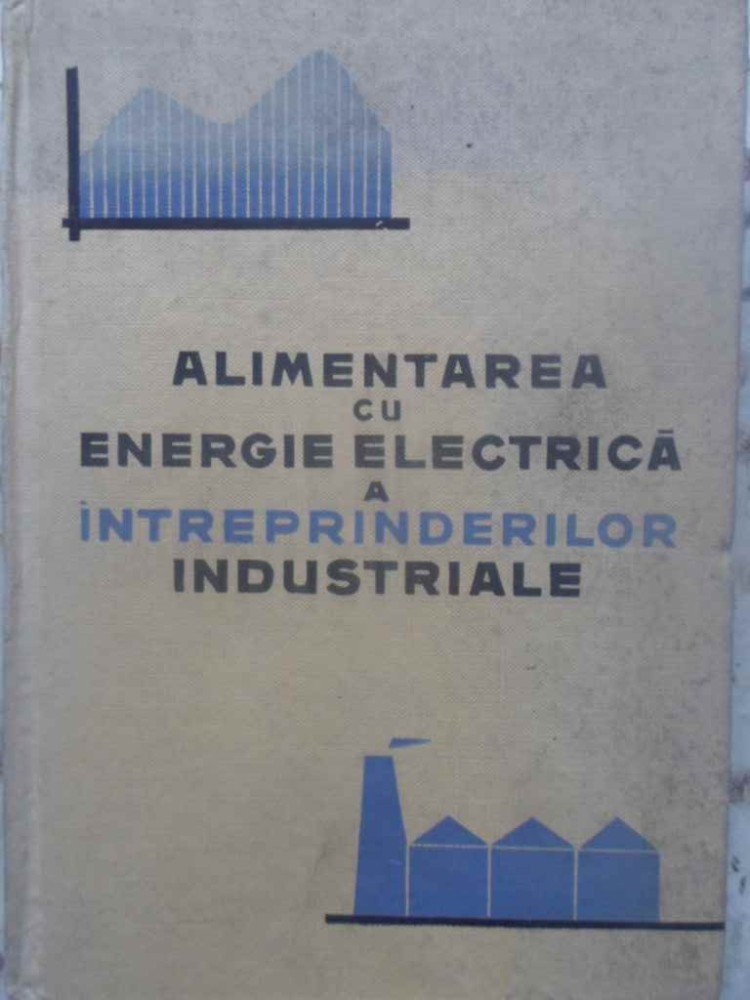 ALIMENTAREA
CU
ENERGIE ELECTRICĂ
A
ÎNTREPRINDERILOR
INDUSTRIALE